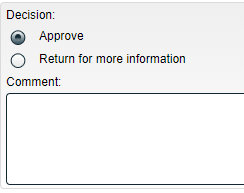 Decision:
Approve
Return for more information
Comment: